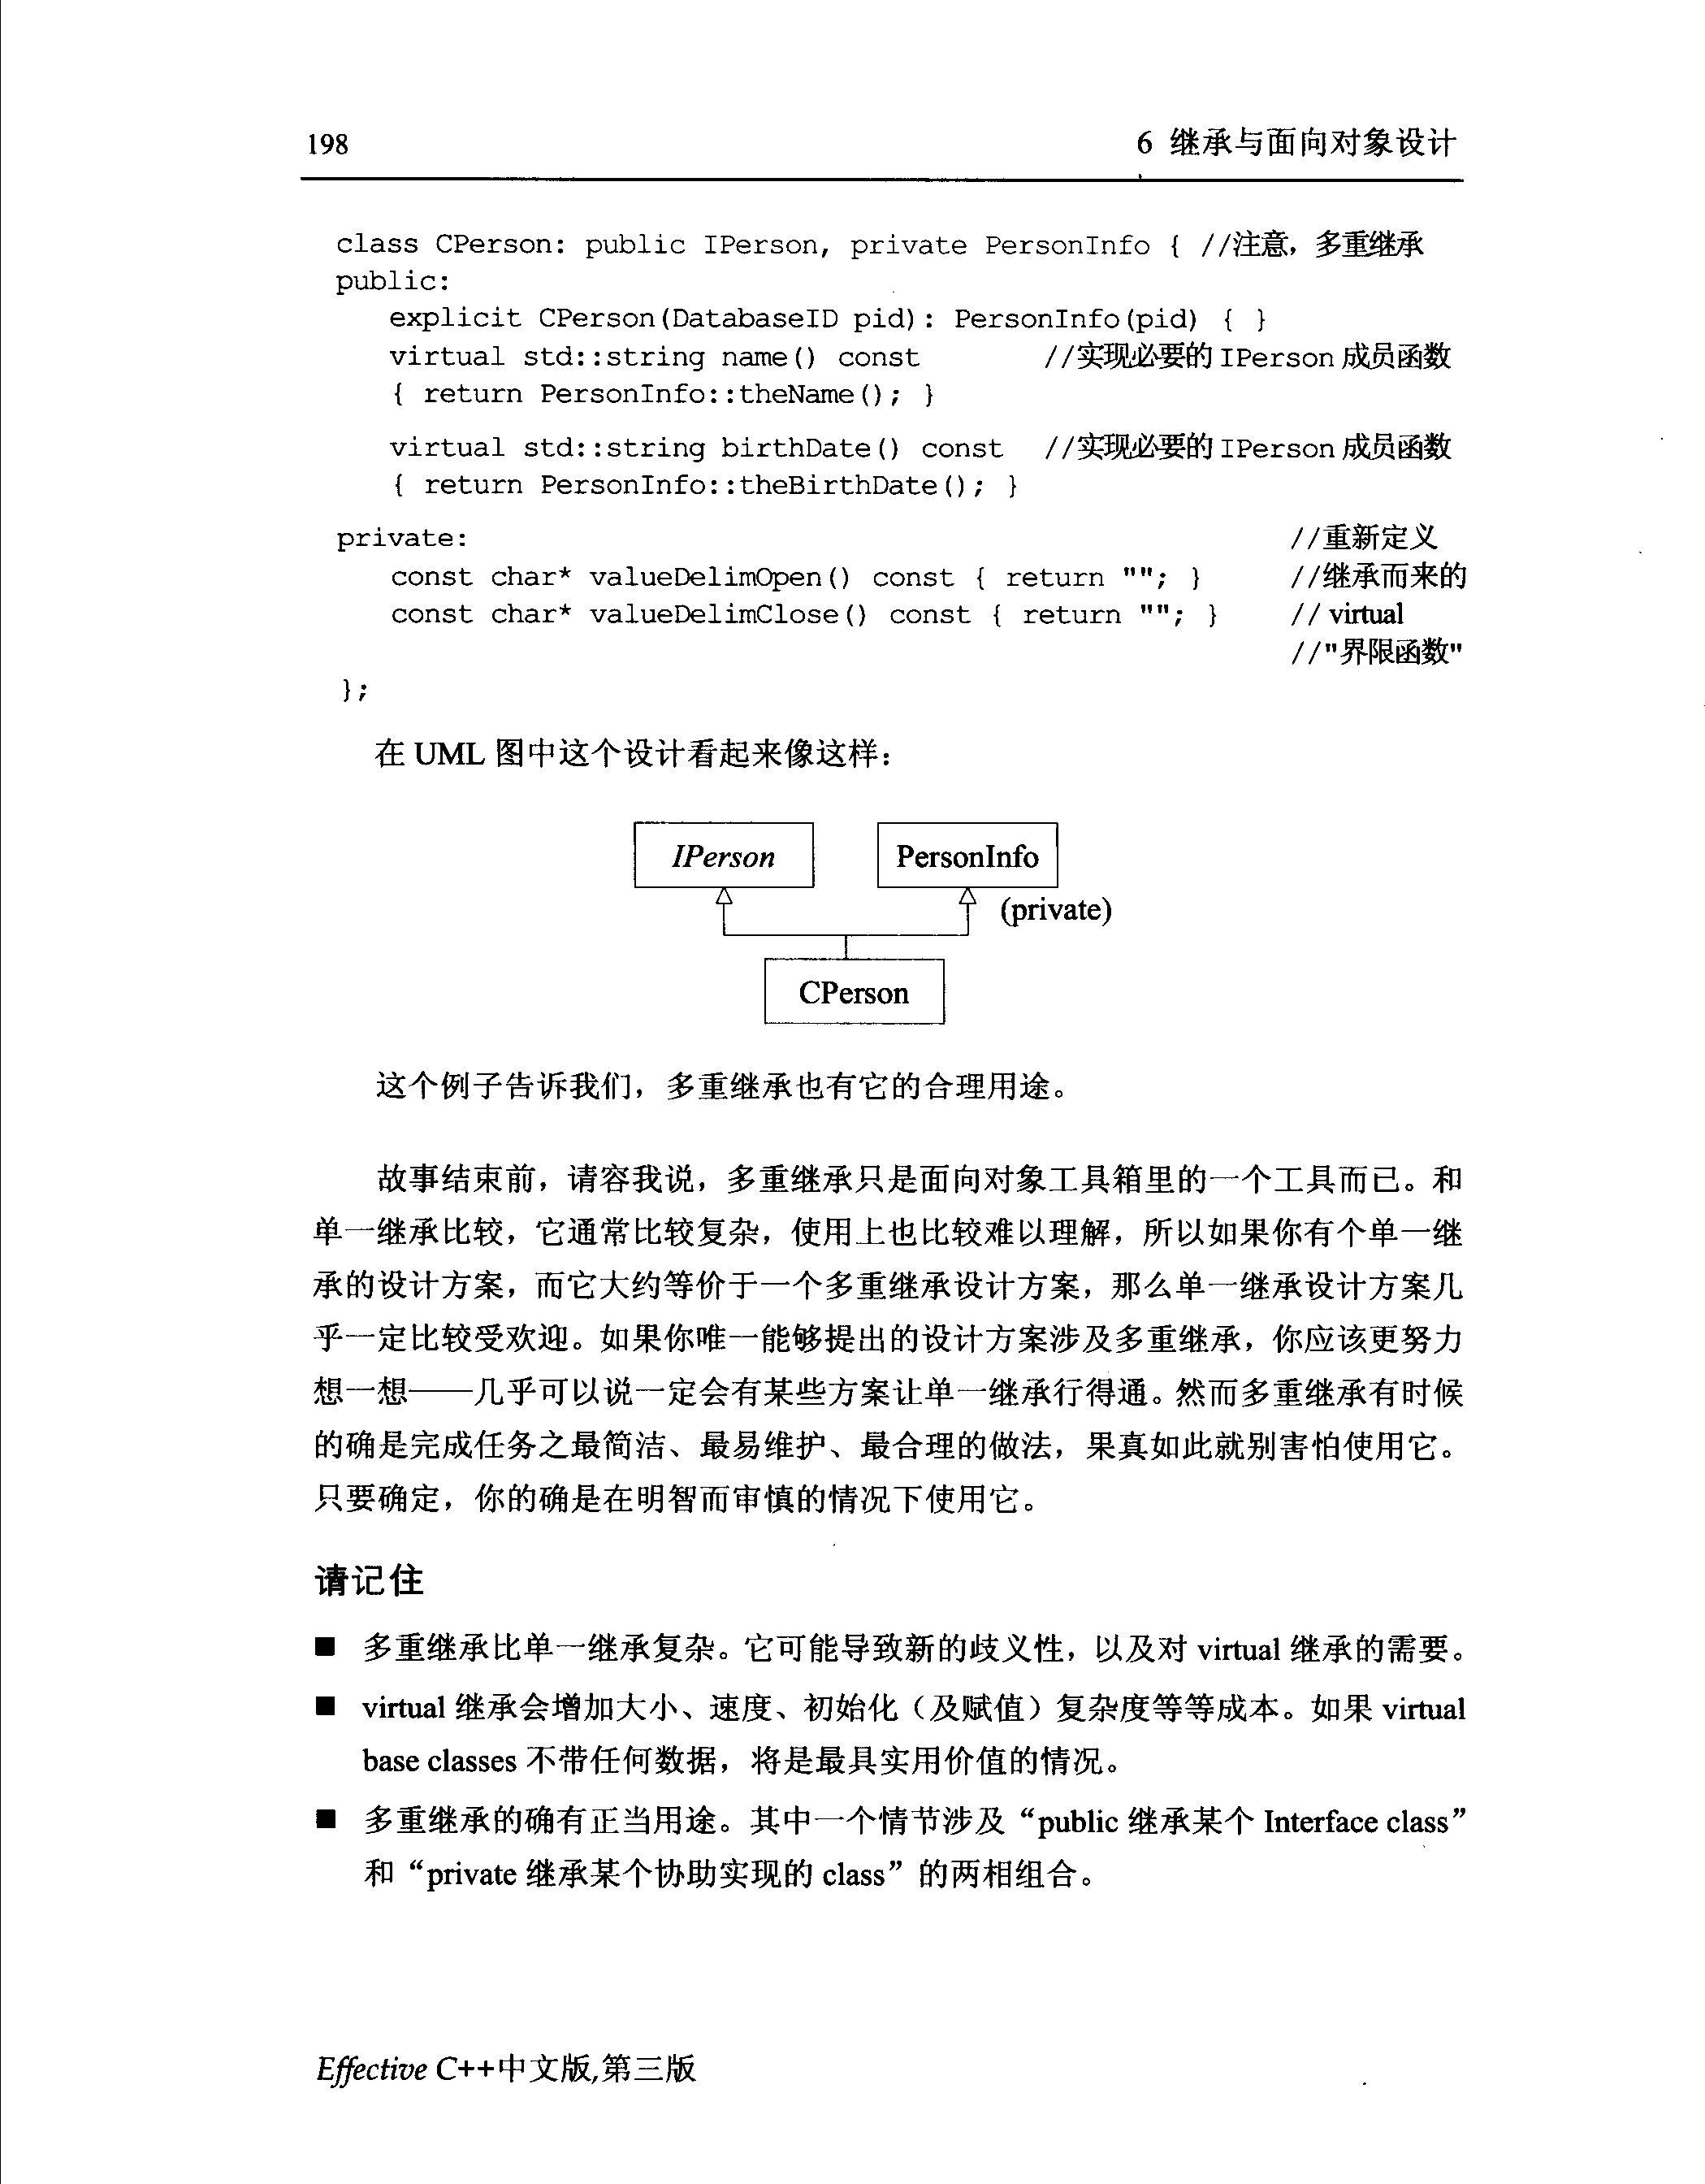 198
6 继承与面向对象设计
class CPerson: public IPerson, private PersonInfo { //注意，多重继承
public:
explicit CPerson(DatabaseID pid): PersonInfo(pid) { }
virtual std::string name() const //实现必要的 IPerson 成员函数
{ return PersonInfo::theName(); }
virtual std::string birthDate() const //实现必要的 IPerson 成员函数
{ return PersonInfo::theBirthDate(); }
private: //重新定义
const char* valueDelimOpen() const { return ""; } //继承而来的
const char* valueDelimClose() const { return ""; } // virtual
//"界限函数"
};
在 UML 图中这个设计看起来像这样：
IPerson PersonInfo
(private)
CPerson
这个例子告诉我们，多重继承也有它的合理用途。
故事结束前，请容我说，多重继承只是面向对象工具箱里的一个工具而已。和
单一继承比较，它通常比较复杂，使用上也比较难以理解，所以如果你有个单一继
承的设计方案，而它大约等价于一个多重继承设计方案，那么单一继承设计方案几
乎一定比较受欢迎。如果你唯一能够提出的设计方案涉及多重继承，你应该更努力
想一想——几乎可以说一定会有某些方案让单一继承行得通。然而多重继承有时候
的确是完成任务之最简洁、最易维护、最合理的做法，果真如此就别害怕使用它。
只要确定，你的确是在明智而审慎的情况下使用它。
请记住
■ 多重继承比单一继承复杂。它可能导致新的歧义性，以及对 virtual 继承的需要。
■ virtual 继承会增加大小、速度、初始化（及赋值）复杂度等等成本。如果 virtual
base classes 不带任何数据，将是最具实用价值的情况。
■ 多重继承的确有正当用途。其中一个情节涉及“public 继承某个 Interface class”
和“private 继承某个协助实现的 class”的两相组合。
Effective C++中文版,第三版